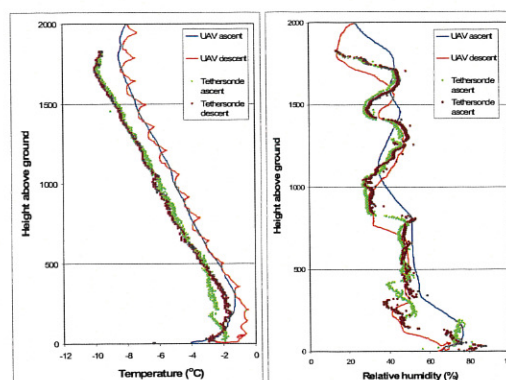 2000
1500
1000
500
0
Height above ground
-12
-10
-8
-6
-4
-2
0
Temperature (°C)
UAV ascent
UAV descent
Tethersonde
ascent
Tethersonde
descent
2000
1500
1000
500
0
Height above ground
20
40
60
80
100
Relative humidity (%)
UAV ascent
UAV descent
Tethersonde
ascent
Tethersonde
ascent